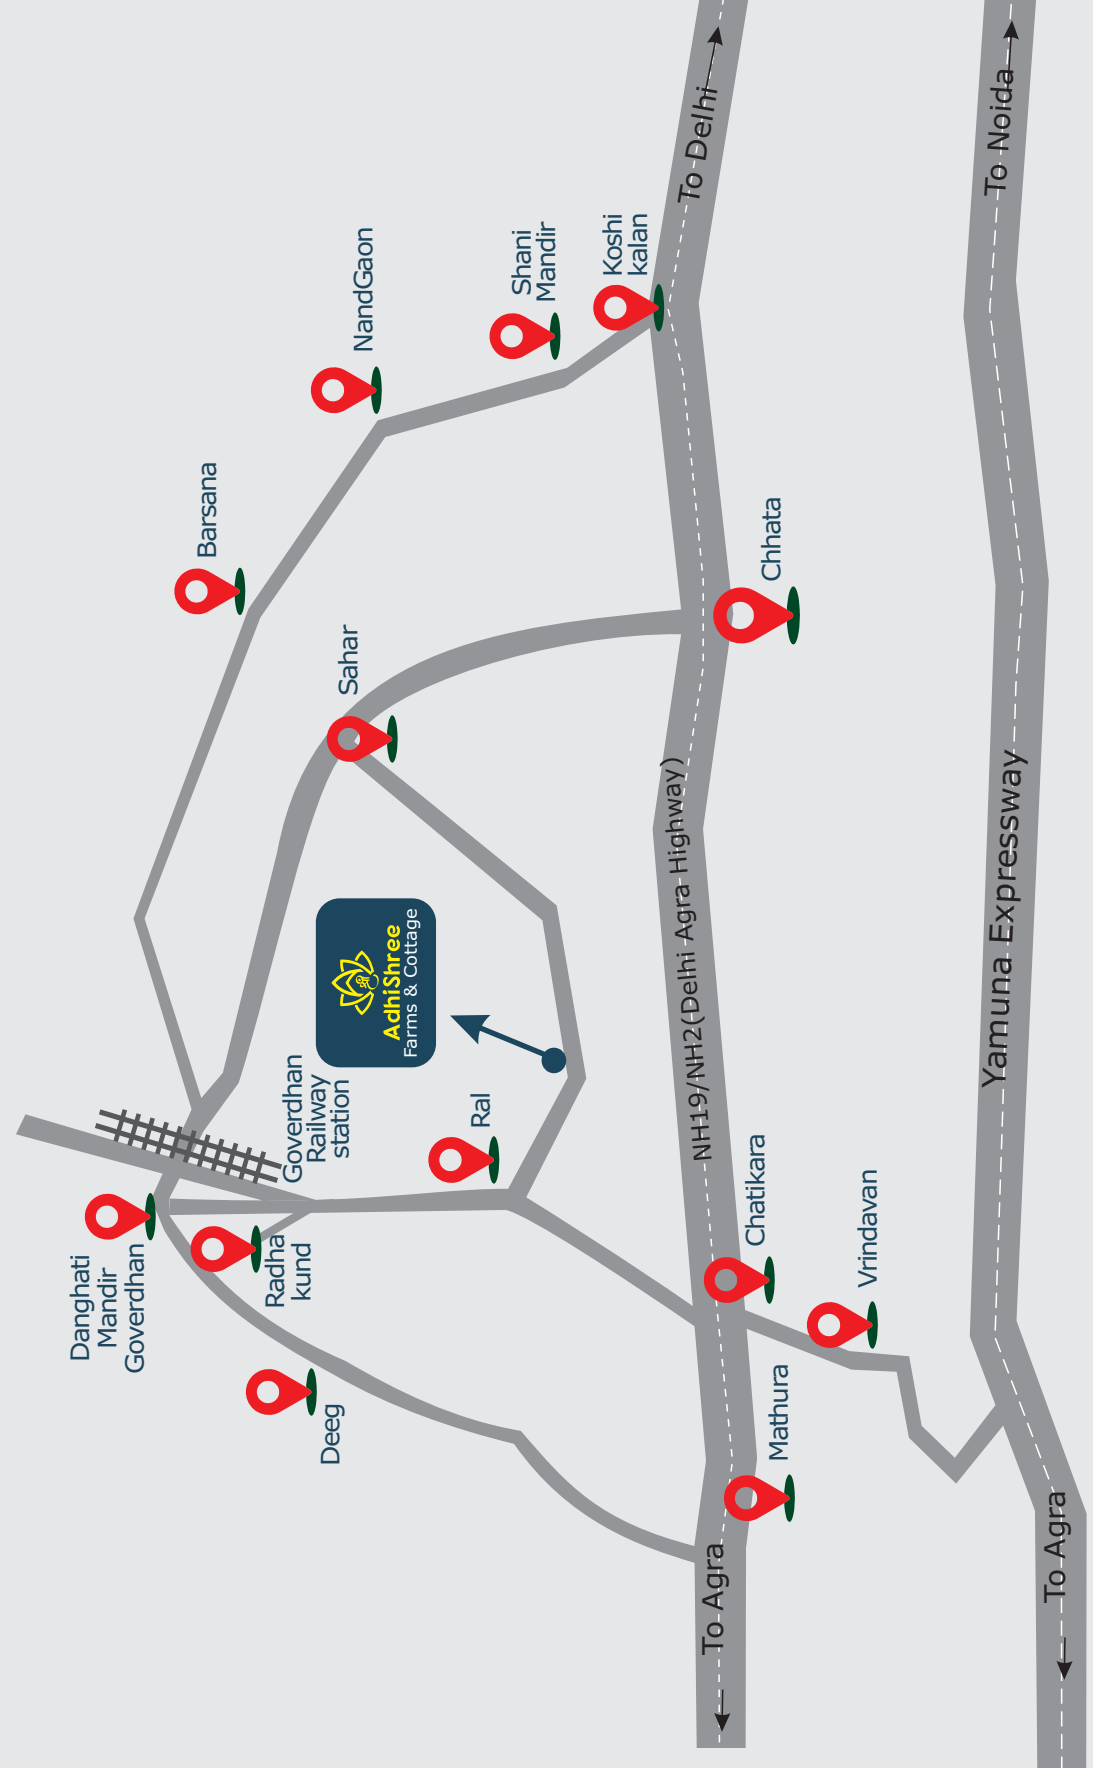 Danghati
Mandir
Goverdhan
Deeg
Radha
kund
Goverdhan
Railway
station
Barsana
NandGaon
Shani
Mandir
Koshi
kalan
Sahar
श्री
AdhiShree
Farms & Cottage
Ral
To Agra
NH19/NH2(Delhi Agra Highway)
To Delhi
Mathura
Chatikara
Chhata
Vrindavan
To Agra
Yamuna Expressway
To Noida